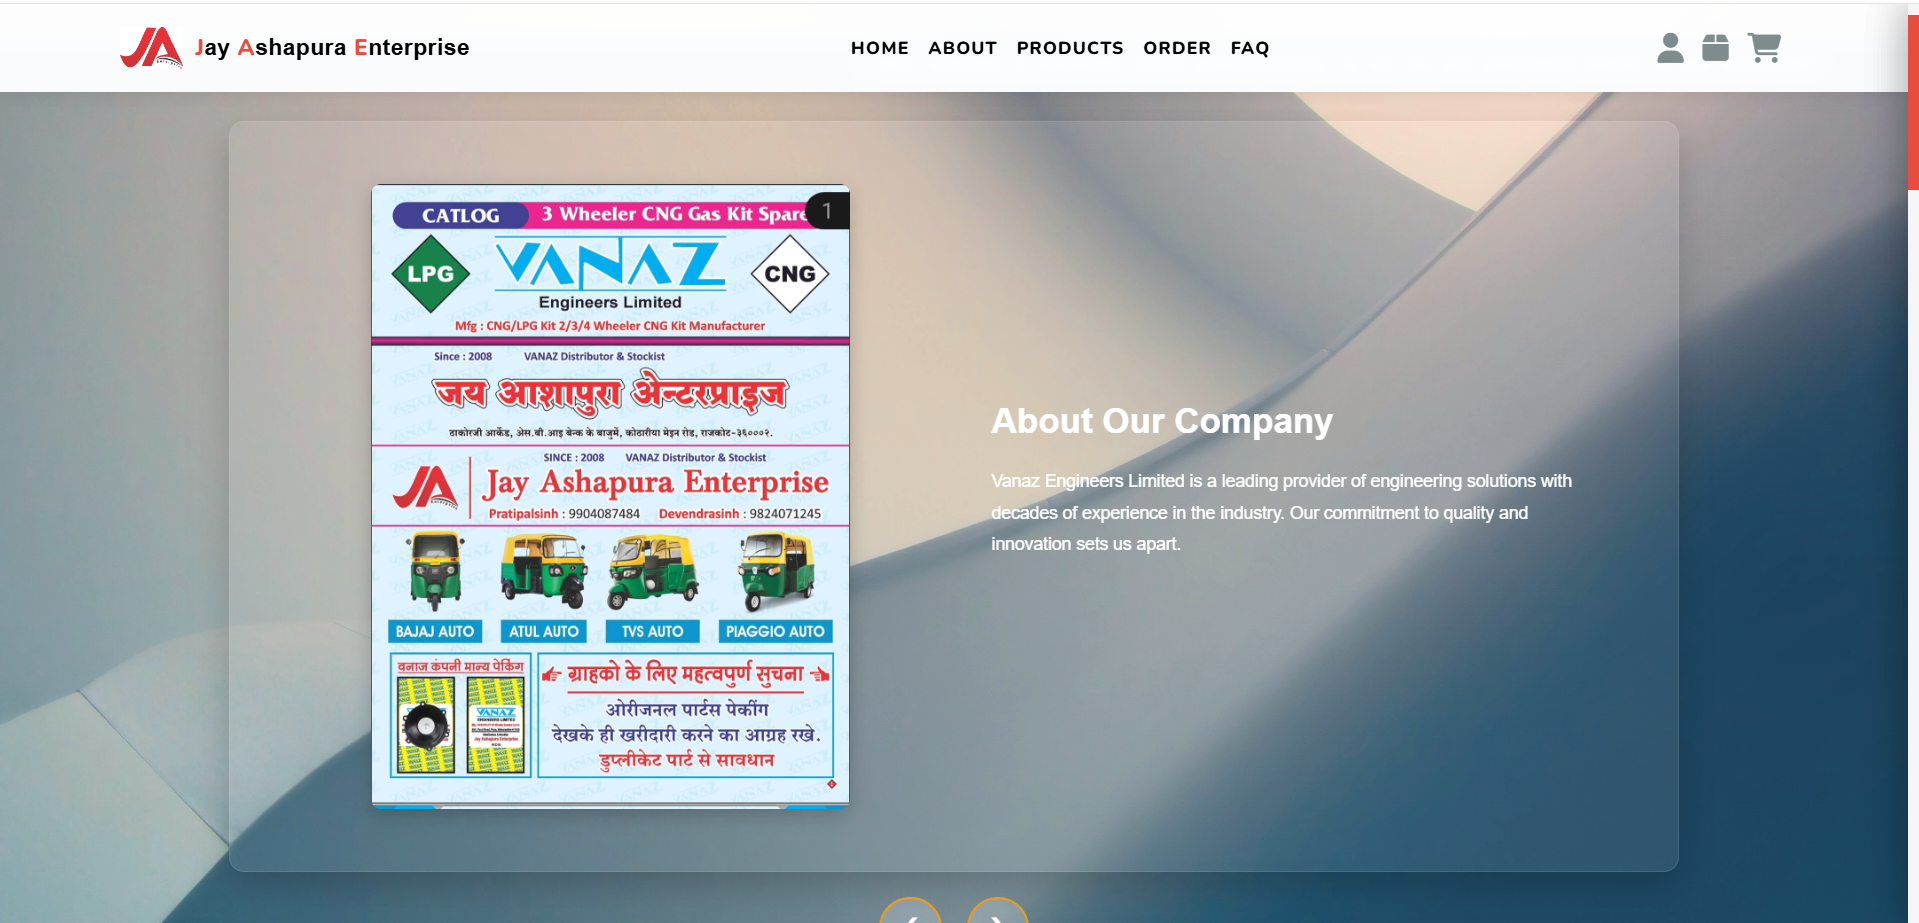 Jay Ashapura Enterprise
HOME ABOUT PRODUCTS ORDER FAQ
CATLOG 3 Wheeler CNG Gas Kit Spare
1
LPG VANAZ CNG
Engineers Limited
Mfg : CNG/LPG Kit 2/3/4 Wheeler CNG Kit Manufacturer
Since : 2008 VANAZ Distributor & Stockist
जय आशापुरा ॲन्टरप्राइज
ठाकोरजी आर्केड, अेस.बी.आइ बेन्क के बाजुमें, कोठारीया मेइन रोड, राजकोट-३६०००२.
SINCE : 2008 VANAZ Distributor & Stockist
JA Jay Ashapura Enterprise
Pratipalsinh : 9904087484 Devendrasinh : 9824071245
BAJAJ AUTO ATUL AUTO TVS AUTO PIAGGIO AUTO
वनाज कंपनी मान्य पेकिंग
VANAZ
ग्राहको के लिए महत्वपुर्ण सुचना
ओरीजनल पार्टस पेकींग
देखके ही खरीदारी करने का आग्रह रखे.
डुप्लीकेट पार्ट से सावधान
About Our Company
Vanaz Engineers Limited is a leading provider of engineering solutions with
decades of experience in the industry. Our commitment to quality and
innovation sets us apart.